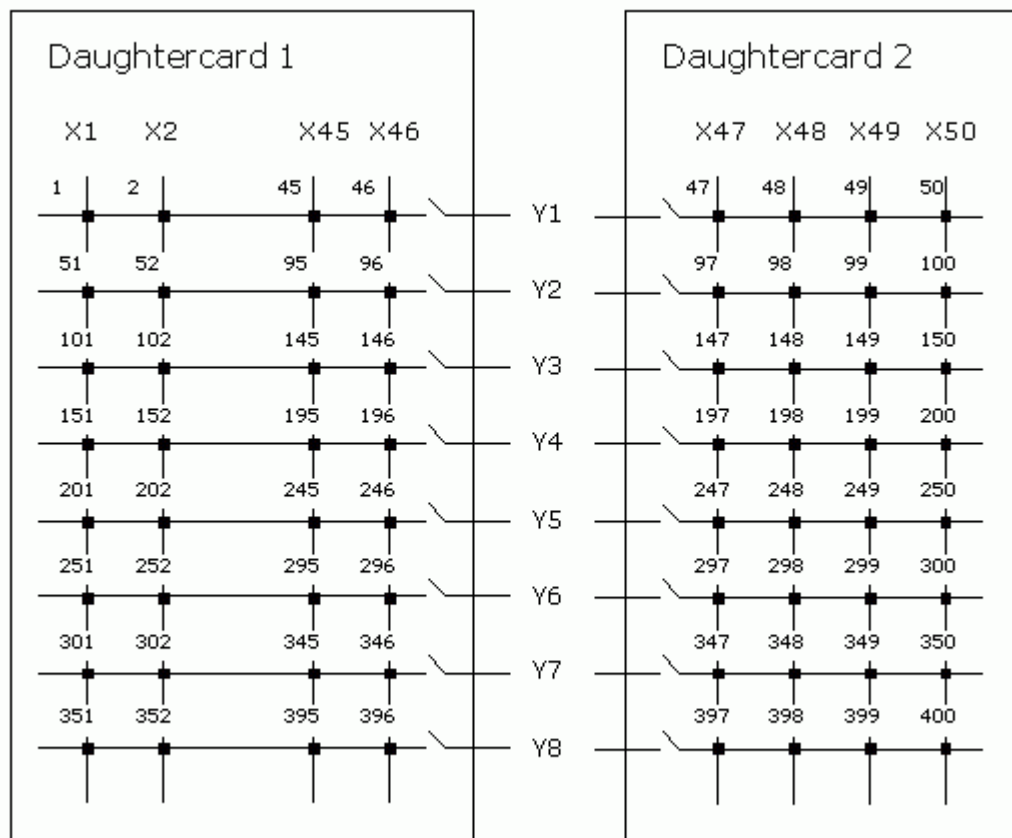 Daughtercard 1 Daughtercard 2
X1 X2 X45 X46 X47 X48 X49 X50
1 2 45 46 47 48 49 50
Y1
51 52 95 96 97 98 99 100
Y2
101 102 145 146 147 148 149 150
Y3
151 152 195 196 197 198 199 200
Y4
201 202 245 246 247 248 249 250
Y5
251 252 295 296 297 298 299 300
Y6
301 302 345 346 347 348 349 350
Y7
351 352 395 396 397 398 399 400
Y8